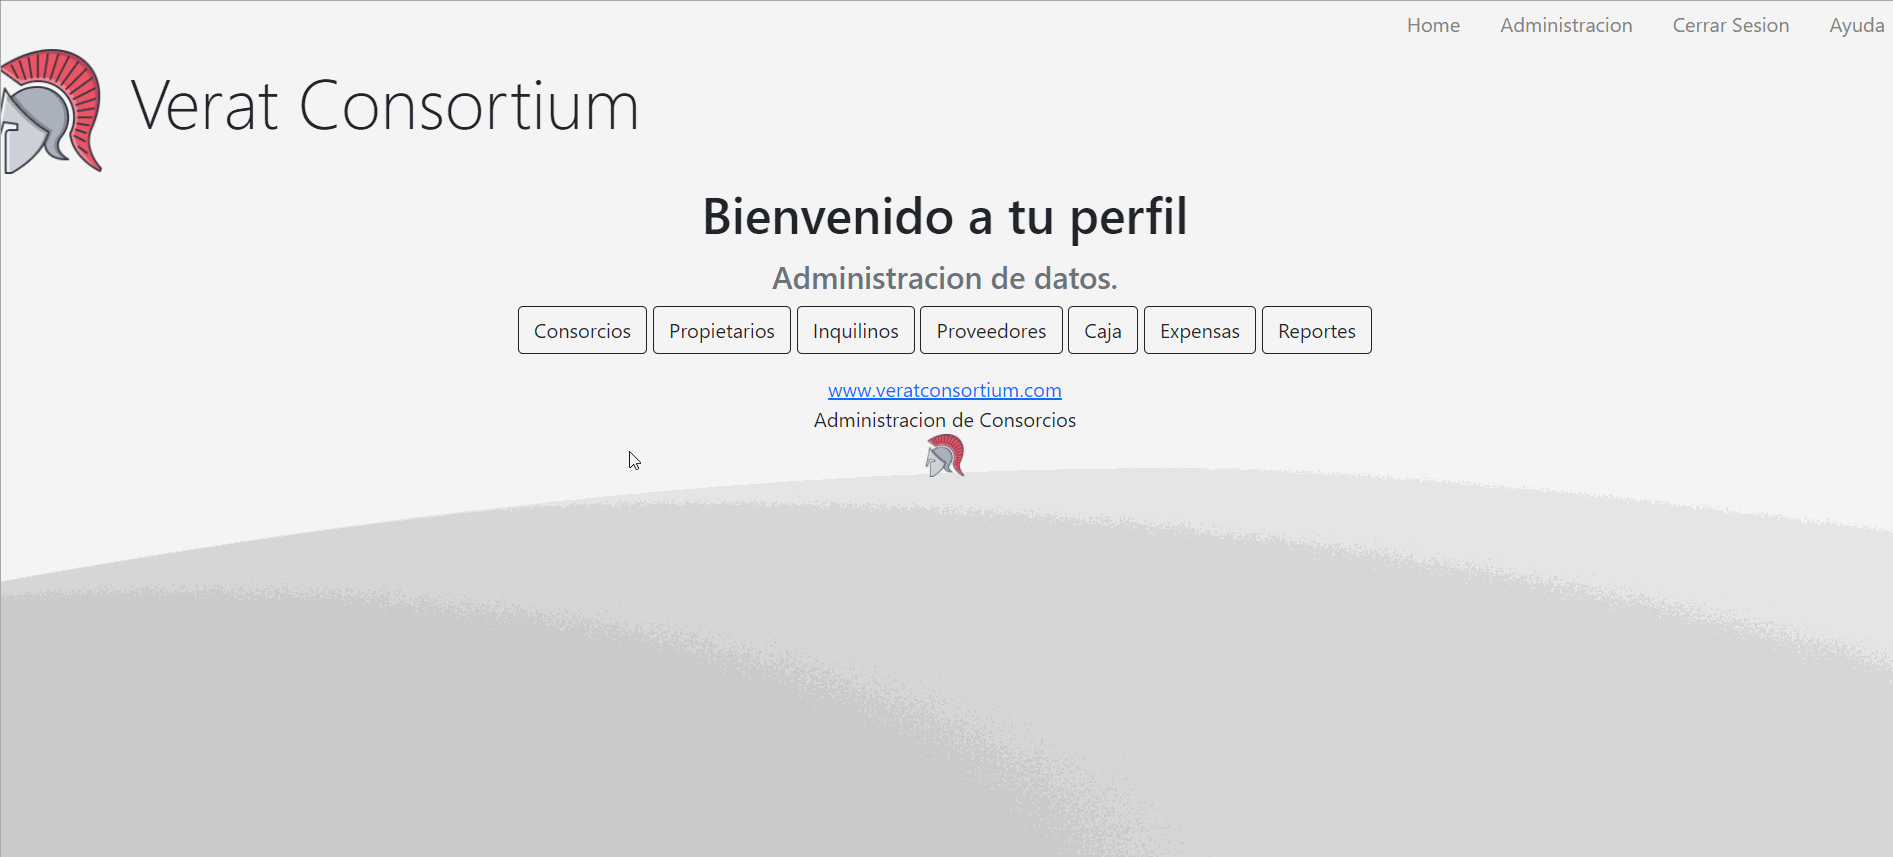 Home Administracion Cerrar Sesion Ayuda
Verat Consortium
Bienvenido a tu perfil
Administracion de datos.
Consorcios Propietarios Inquilinos Proveedores Caja Expensas Reportes
www.veratconsortium.com
Administracion de Consorcios